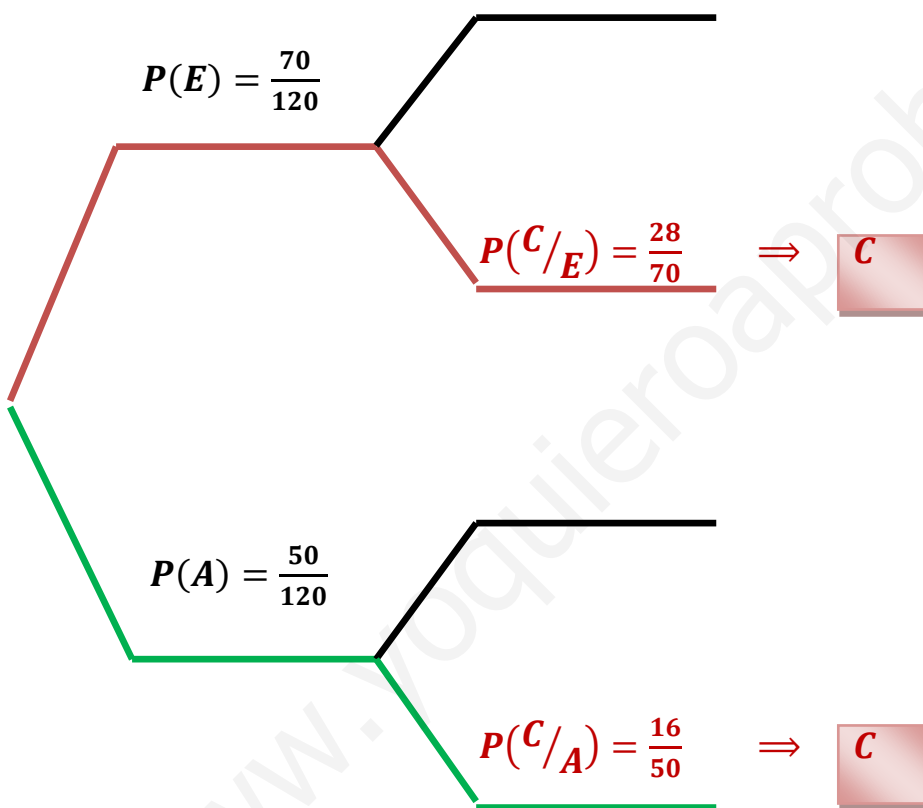 P(E) = 70/120
P(C/E) = 28/70 ⟹ C
P(A) = 50/120
P(C/A) = 16/50 ⟹ C
www.yoquieroaprob